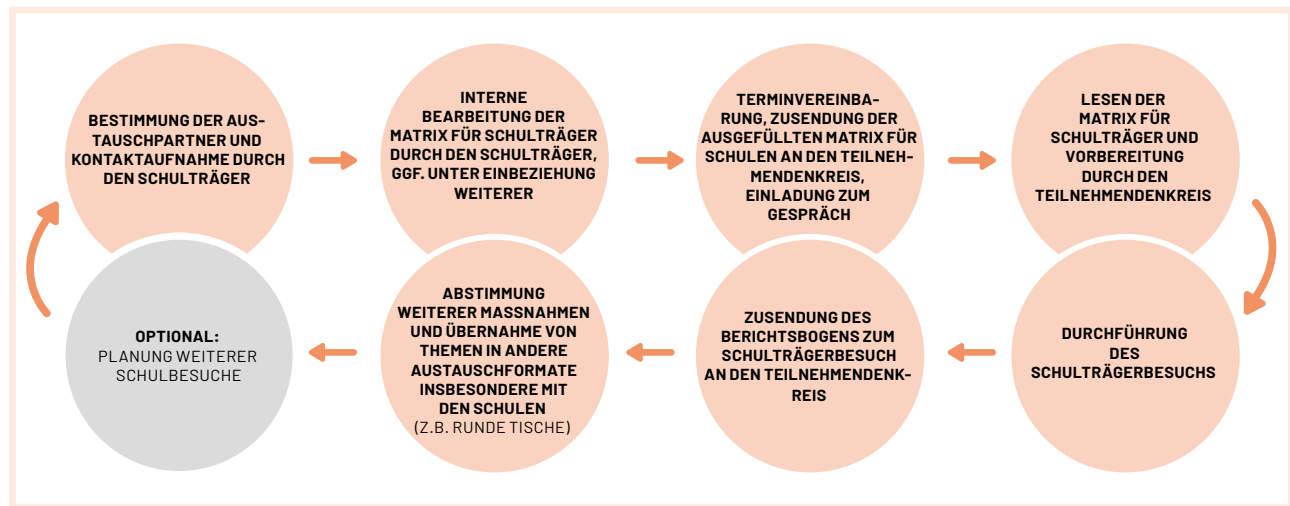 BESTIMMUNG DER AUS-
TAUSCHPARTNER UND
KONTAKTAUFNAHME DURCH
DEN SCHULTRÄGER
INTERNE
BEARBEITUNG DER
MATRIX FÜR SCHULTRÄGER
DURCH DEN SCHULTRÄGER,
GGF. UNTER EINBEZIEHUNG
WEITERER
TERMINVEREINBA-
RUNG, ZUSENDUNG DER
AUSGEFÜLLTEN MATRIX FÜR
SCHULEN AN DEN TEILNEH-
MENDENKREIS,
EINLADUNG ZUM
GESPRÄCH
LESEN DER
MATRIX FÜR
SCHULTRÄGER UND
VORBEREITUNG
DURCH DEN
TEILNEHMENDENKREIS
DURCHFÜHRUNG
DES
SCHULTRÄGERBESUCHS
ZUSENDUNG DES
BERICHTSBOGENS ZUM
SCHULTRÄGERBESUCH
AN DEN TEILNEHMENDENK-
REIS
ABSTIMMUNG
WEITERER MASSNAHMEN
UND ÜBERNAHME VON
THEMEN IN ANDERE
AUSTAUSCHFORMATE
INSBESONDERE MIT
DEN SCHULEN
(Z.B. RUNDE TISCHE)
OPTIONAL:
PLANUNG WEITERER
SCHULBESUCHE